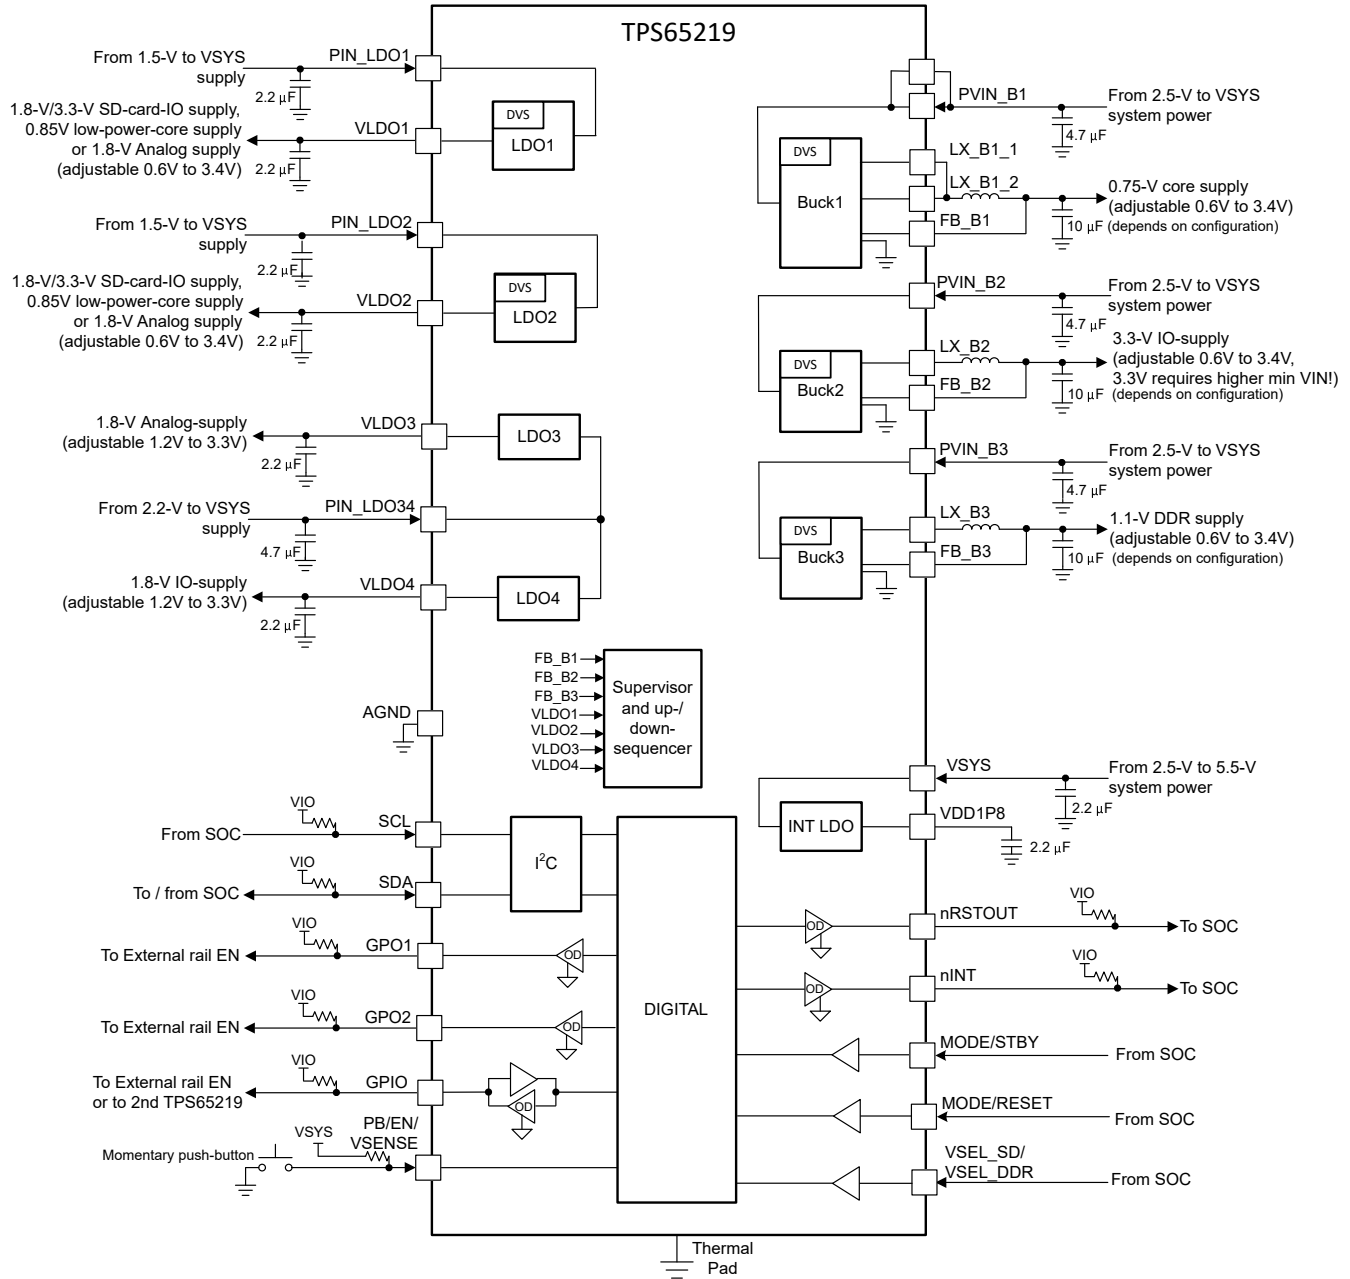 TPS65219
From 1.5-V to VSYS
supply
PIN_LDO1
2.2 µF
1.8-V/3.3-V SD-card-IO supply,
0.85V low-power-core supply
or 1.8-V Analog supply
(adjustable 0.6V to 3.4V)
VLDO1
2.2 µF
DVS
LDO1
From 1.5-V to VSYS
supply
PIN_LDO2
2.2 µF
1.8-V/3.3-V SD-card-IO supply,
0.85V low-power-core supply
or 1.8-V Analog supply
(adjustable 0.6V to 3.4V)
VLDO2
2.2 µF
DVS
LDO2
1.8-V Analog-supply
(adjustable 1.2V to 3.3V)
VLDO3
2.2 µF
LDO3
From 2.2-V to VSYS
supply
PIN_LDO34
4.7 µF
1.8-V IO-supply
(adjustable 1.2V to 3.3V)
VLDO4
2.2 µF
LDO4
PVIN_B1
From 2.5-V to VSYS
system power
4.7 µF
DVS
Buck1
LX_B1_1
LX_B1_2
FB_B1
0.75-V core supply
(adjustable 0.6V to 3.4V)
10 µF (depends on configuration)
PVIN_B2
From 2.5-V to VSYS
system power
4.7 µF
DVS
Buck2
LX_B2
FB_B2
3.3-V IO-supply
(adjustable 0.6V to 3.4V,
3.3V requires higher min VIN!)
10 µF (depends on configuration)
PVIN_B3
From 2.5-V to VSYS
system power
4.7 µF
DVS
Buck3
LX_B3
FB_B3
1.1-V DDR supply
(adjustable 0.6V to 3.4V)
10 µF (depends on configuration)
FB_B1
FB_B2
FB_B3
VLDO1
VLDO2
VLDO3
VLDO4
Supervisor
and up-/
down-
sequencer
AGND
VSYS
From 2.5-V to 5.5-V
system power
2.2 µF
INT LDO
VDD1P8
2.2 µF
VIO
From SOC
SCL
I²C
VIO
To / from SOC
SDA
VIO
To External rail EN
GPO1
OD
VIO
To External rail EN
GPO2
OD
VIO
To External rail EN
or to 2nd TPS65219
GPIO
OD
VSYS
PB/EN/
VSENSE
Momentary push-button
DIGITAL
OD
nRSTOUT
VIO
To SOC
OD
nINT
VIO
To SOC
MODE/STBY
From SOC
MODE/RESET
From SOC
VSEL_SD/
VSEL_DDR
From SOC
Thermal
Pad